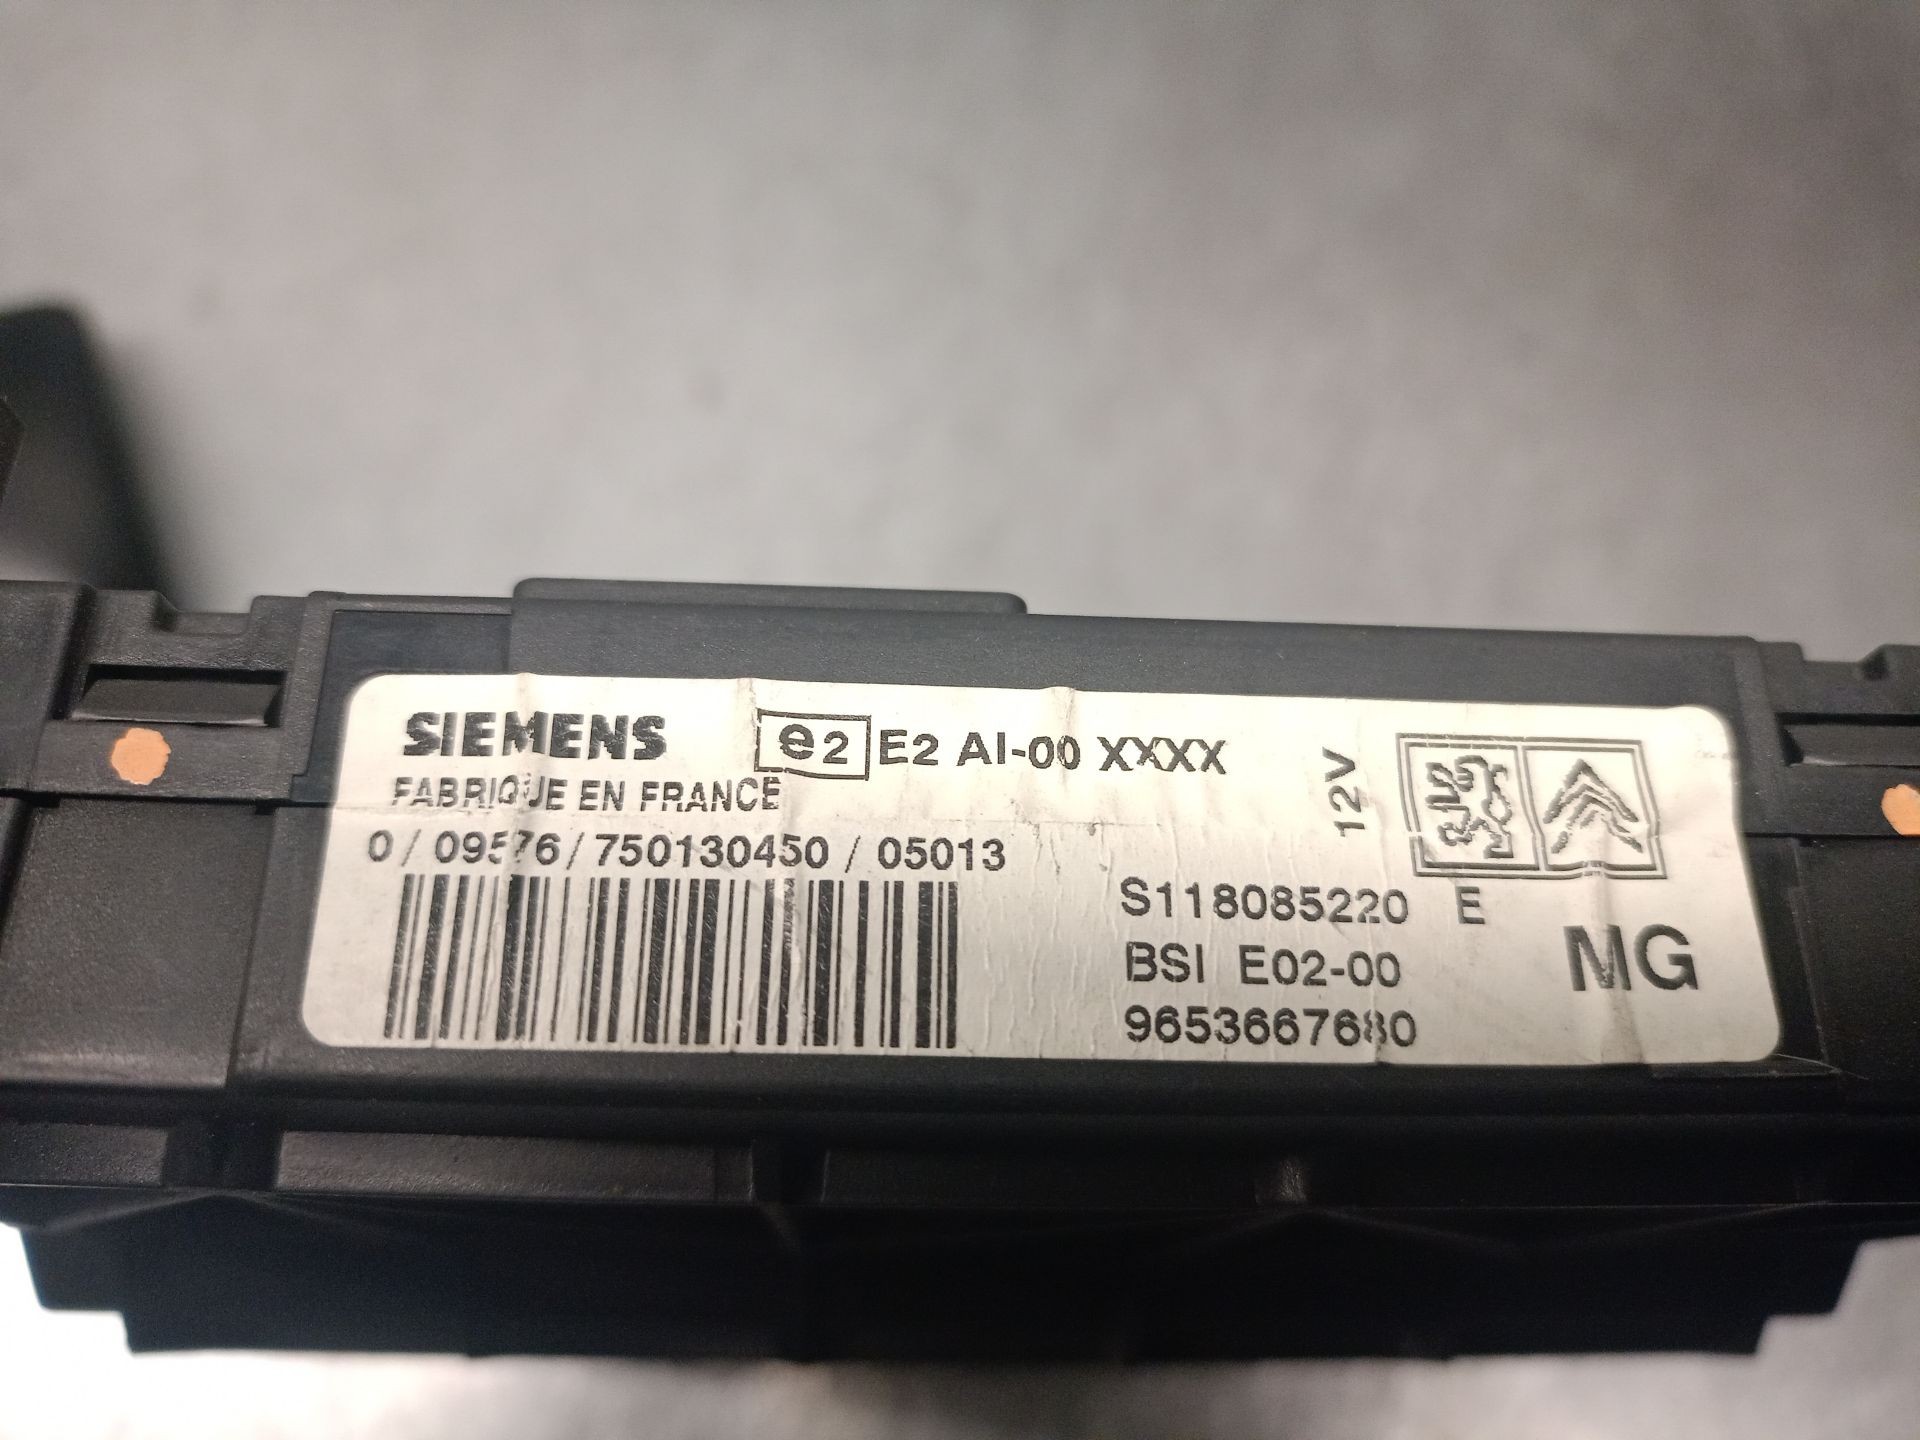 SIEMENS
e2 E2 AI-00 XXXX
FABRIQUE EN FRANCE
12V
0/09576/750130450/05013
S118085220 E
BSI E02-00
MG
9653667680